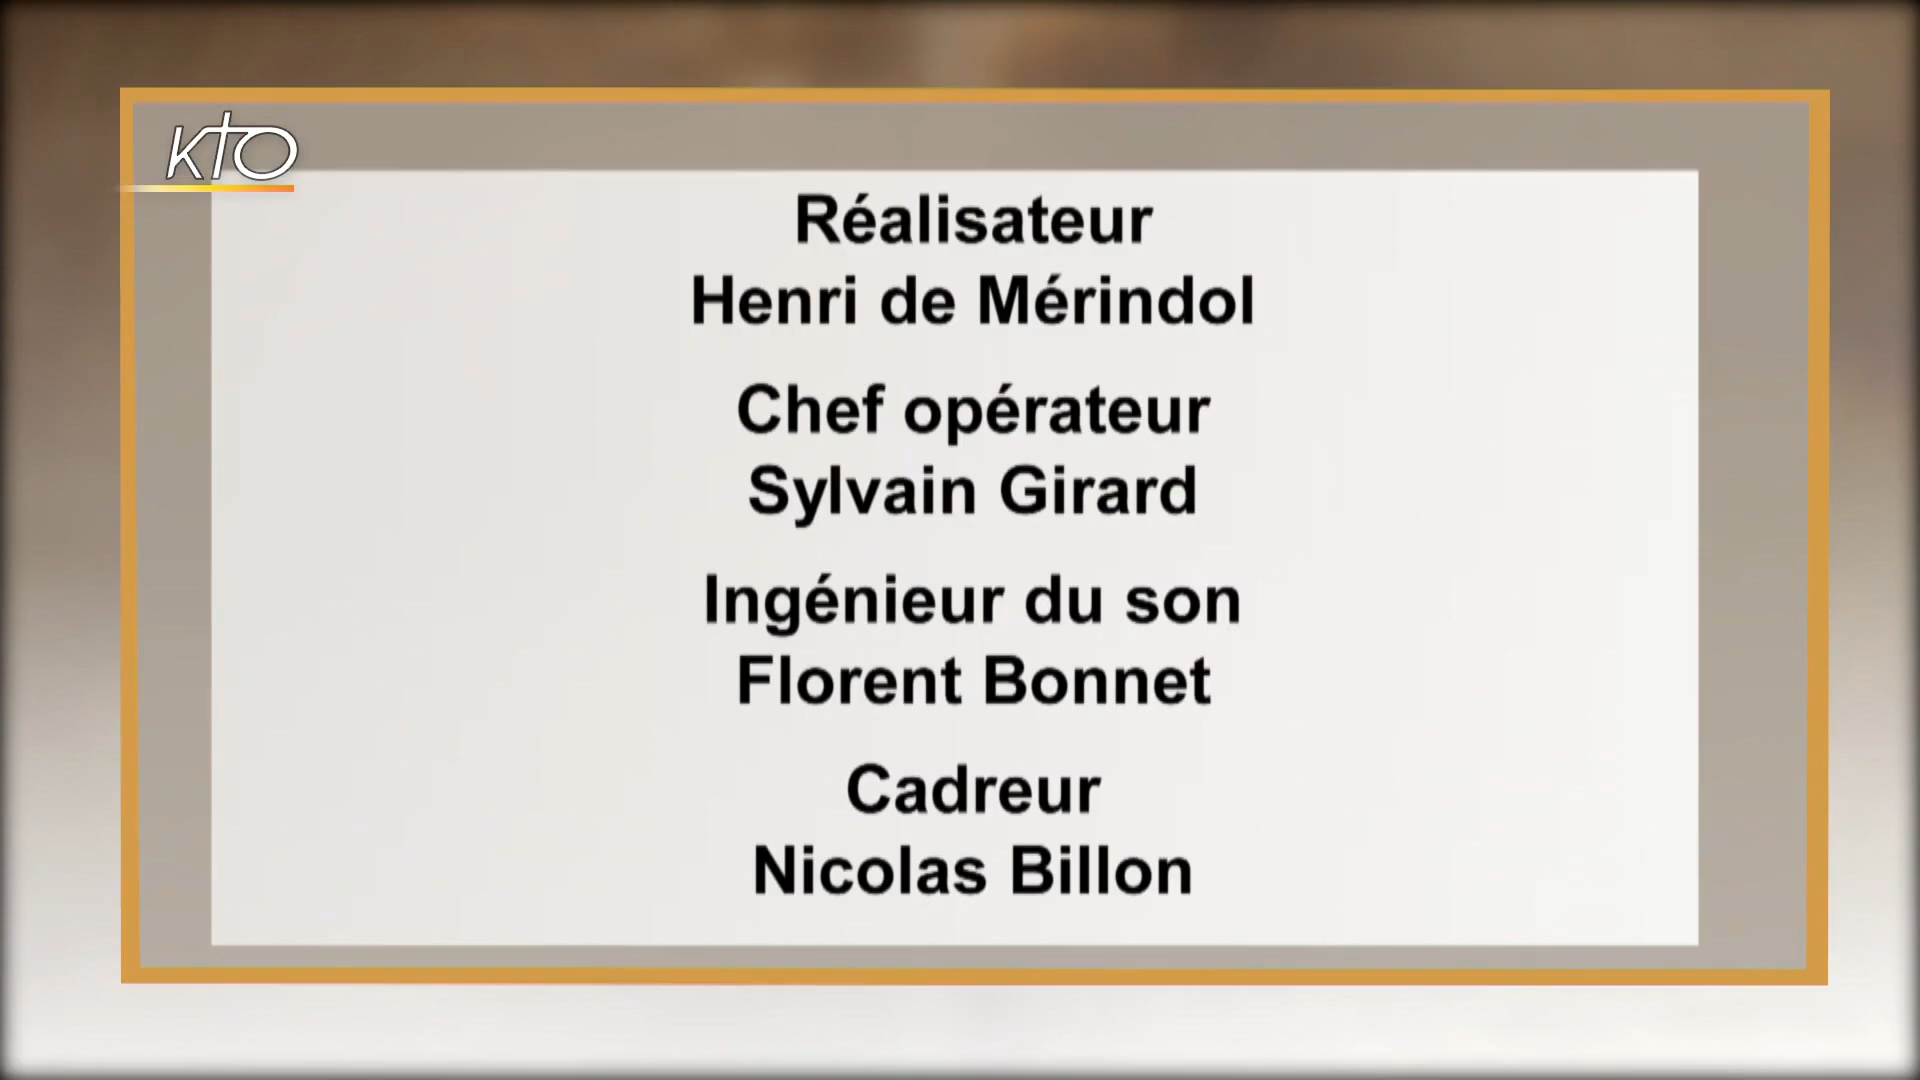 KTO
Réalisateur
Henri de Mérindol
Chef opérateur
Sylvain Girard
Ingénieur du son
Florent Bonnet
Cadreur
Nicolas Billon